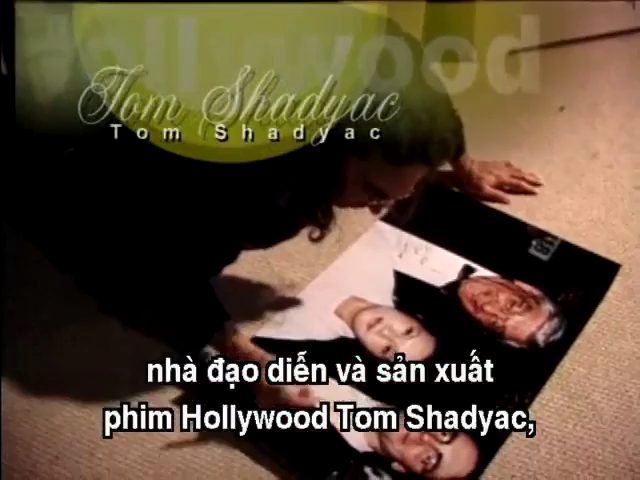 Hollywood
Tom Shadyac
Tom Shadyac
nhà đạo diễn và sản xuất
phim Hollywood Tom Shadyac,